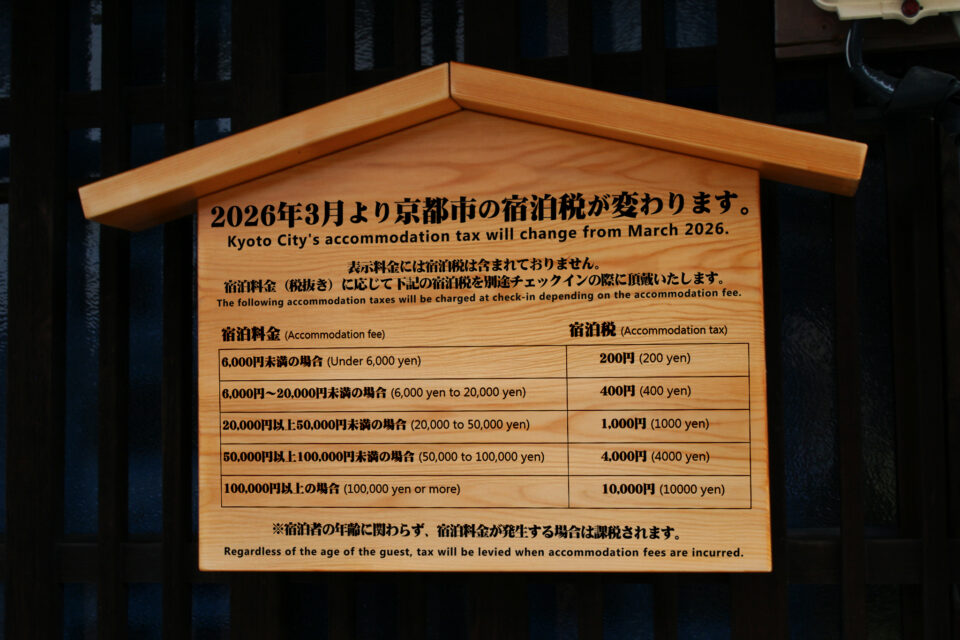 2026年3月より京都市の宿泊税が変わります。
Kyoto City's accommodation tax will change from March 2026.
表示料金には宿泊税は含まれておりません。
宿泊料金（税抜き）に応じて下記の宿泊税を別途チェックインの際に頂戴いたします。
The following accommodation taxes will be charged at check-in depending on the accommodation fee.
宿泊料金 (Accommodation fee) 宿泊税 (Accommodation tax)
6,000円未満の場合 (Under 6,000 yen) 200円 (200 yen)
6,000円～20,000円未満の場合 (6,000 yen to 20,000 yen) 400円 (400 yen)
20,000円以上50,000円未満の場合 (20,000 to 50,000 yen) 1,000円 (1000 yen)
50,000円以上100,000円未満の場合 (50,000 to 100,000 yen) 4,000円 (4000 yen)
100,000円以上の場合 (100,000 yen or more) 10,000円 (10000 yen)
※宿泊者の年齢に関わらず、宿泊料金が発生する場合は課税されます。
Regardless of the age of the guest, tax will be levied when accommodation fees are incurred.